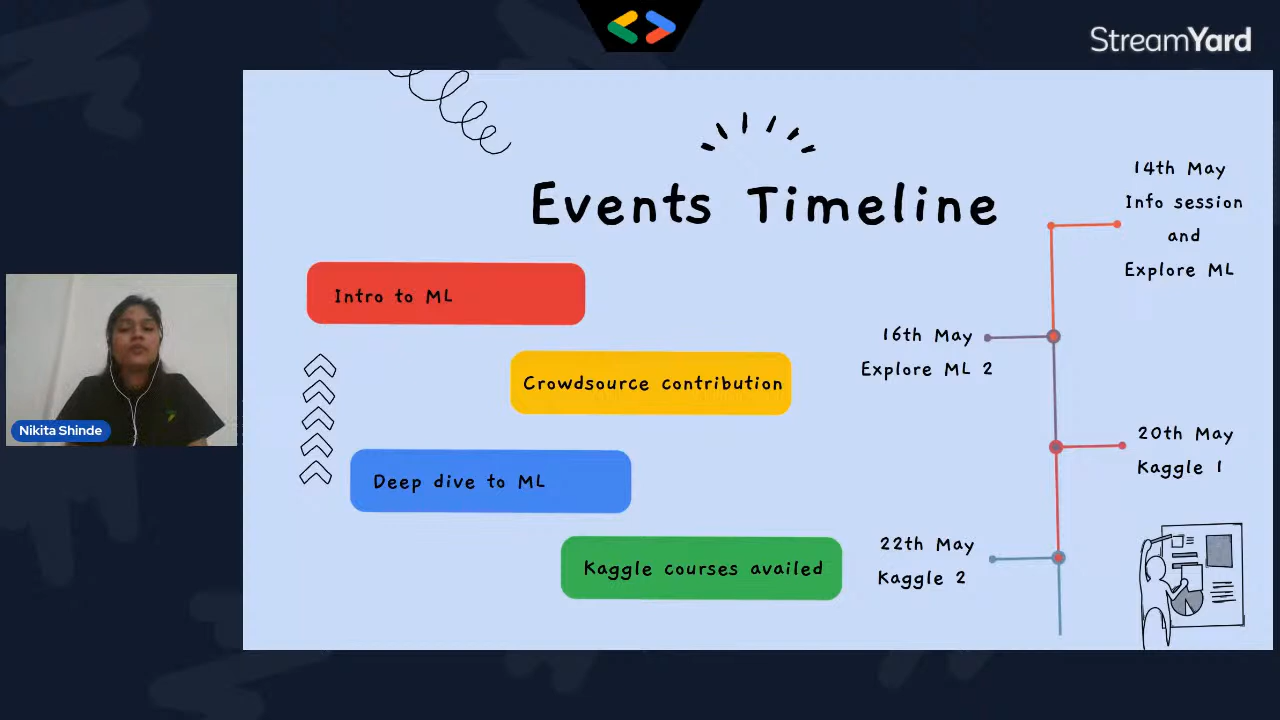 StreamYard
Events Timeline
Intro to ML
Crowdsource contribution
Deep dive to ML
Kaggle courses availed
14th May
Info session
and
Explore ML
16th May
Explore ML 2
20th May
Kaggle 1
22th May
Kaggle 2
Nikita Shinde